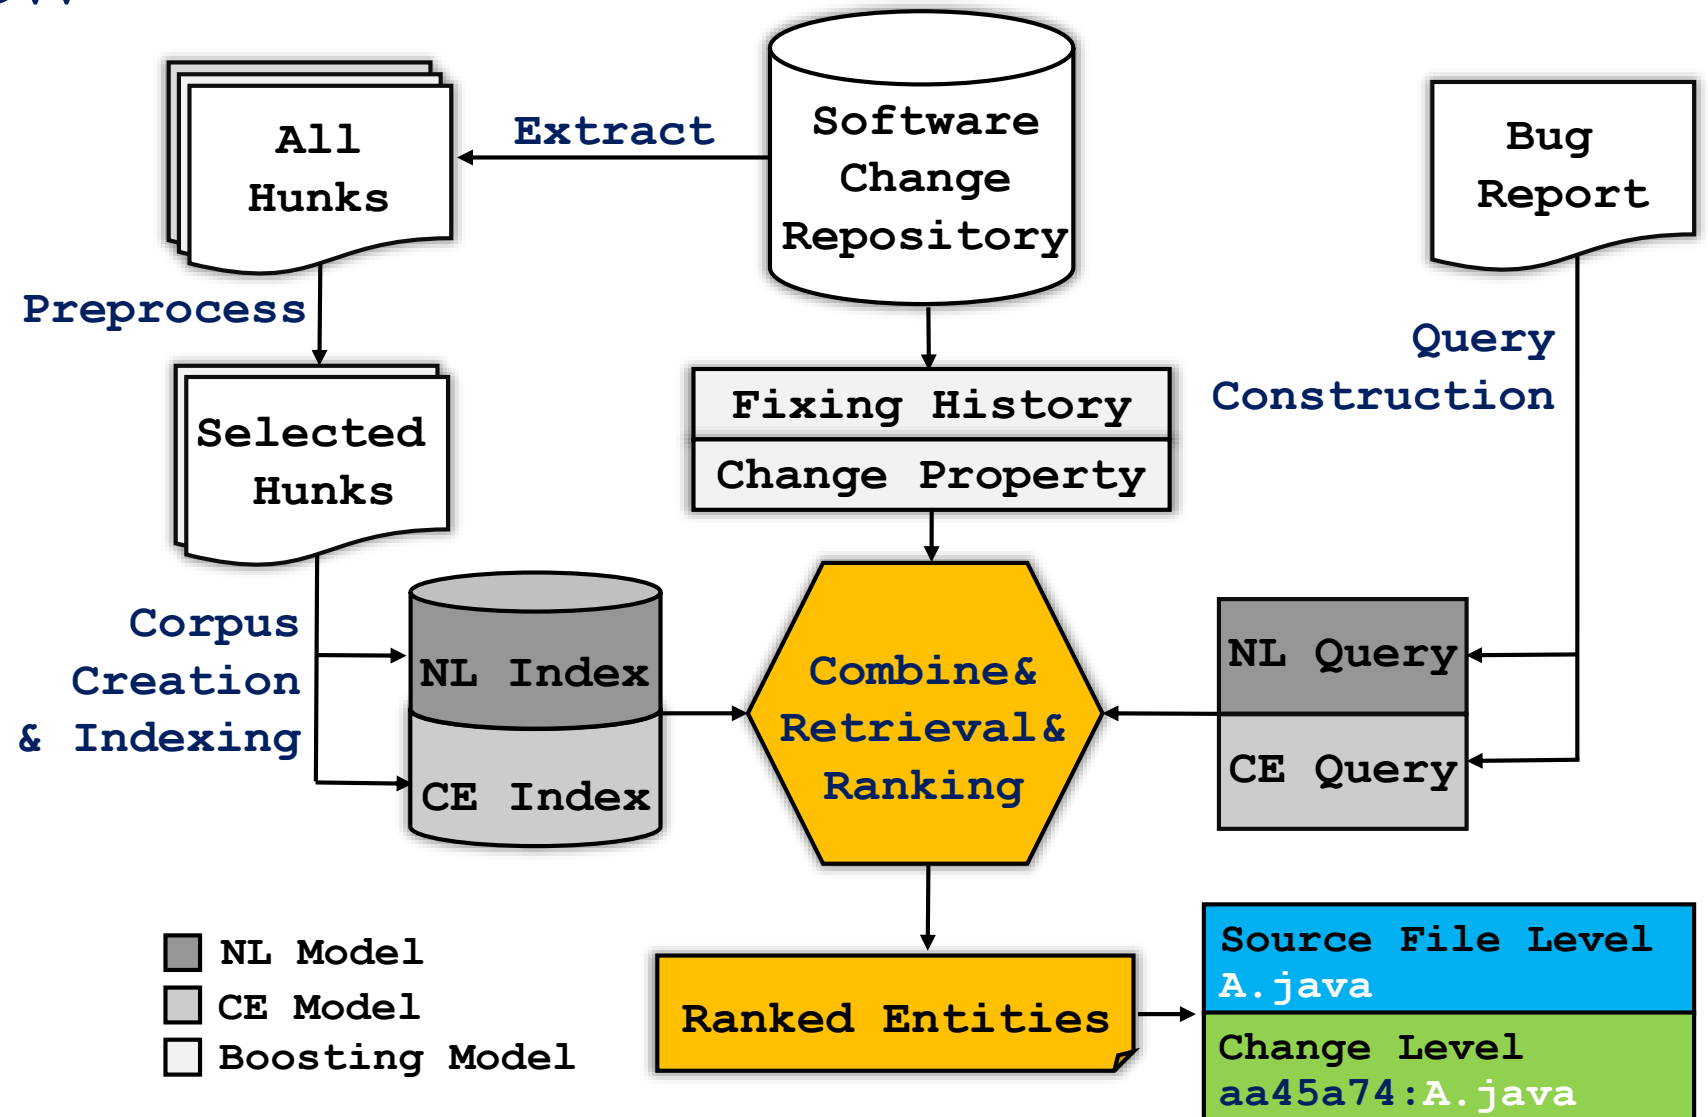 All
Hunks
Extract
Software
Change
Repository
Bug
Report
Preprocess
Query
Construction
Selected
Hunks
Fixing History
Change Property
Corpus
Creation
& Indexing
NL Index
CE Index
Combine&
Retrieval&
Ranking
NL Query
CE Query
NL Model
CE Model
Boosting Model
Ranked Entities
Source File Level
A.java
Change Level
aa45a74:A.java